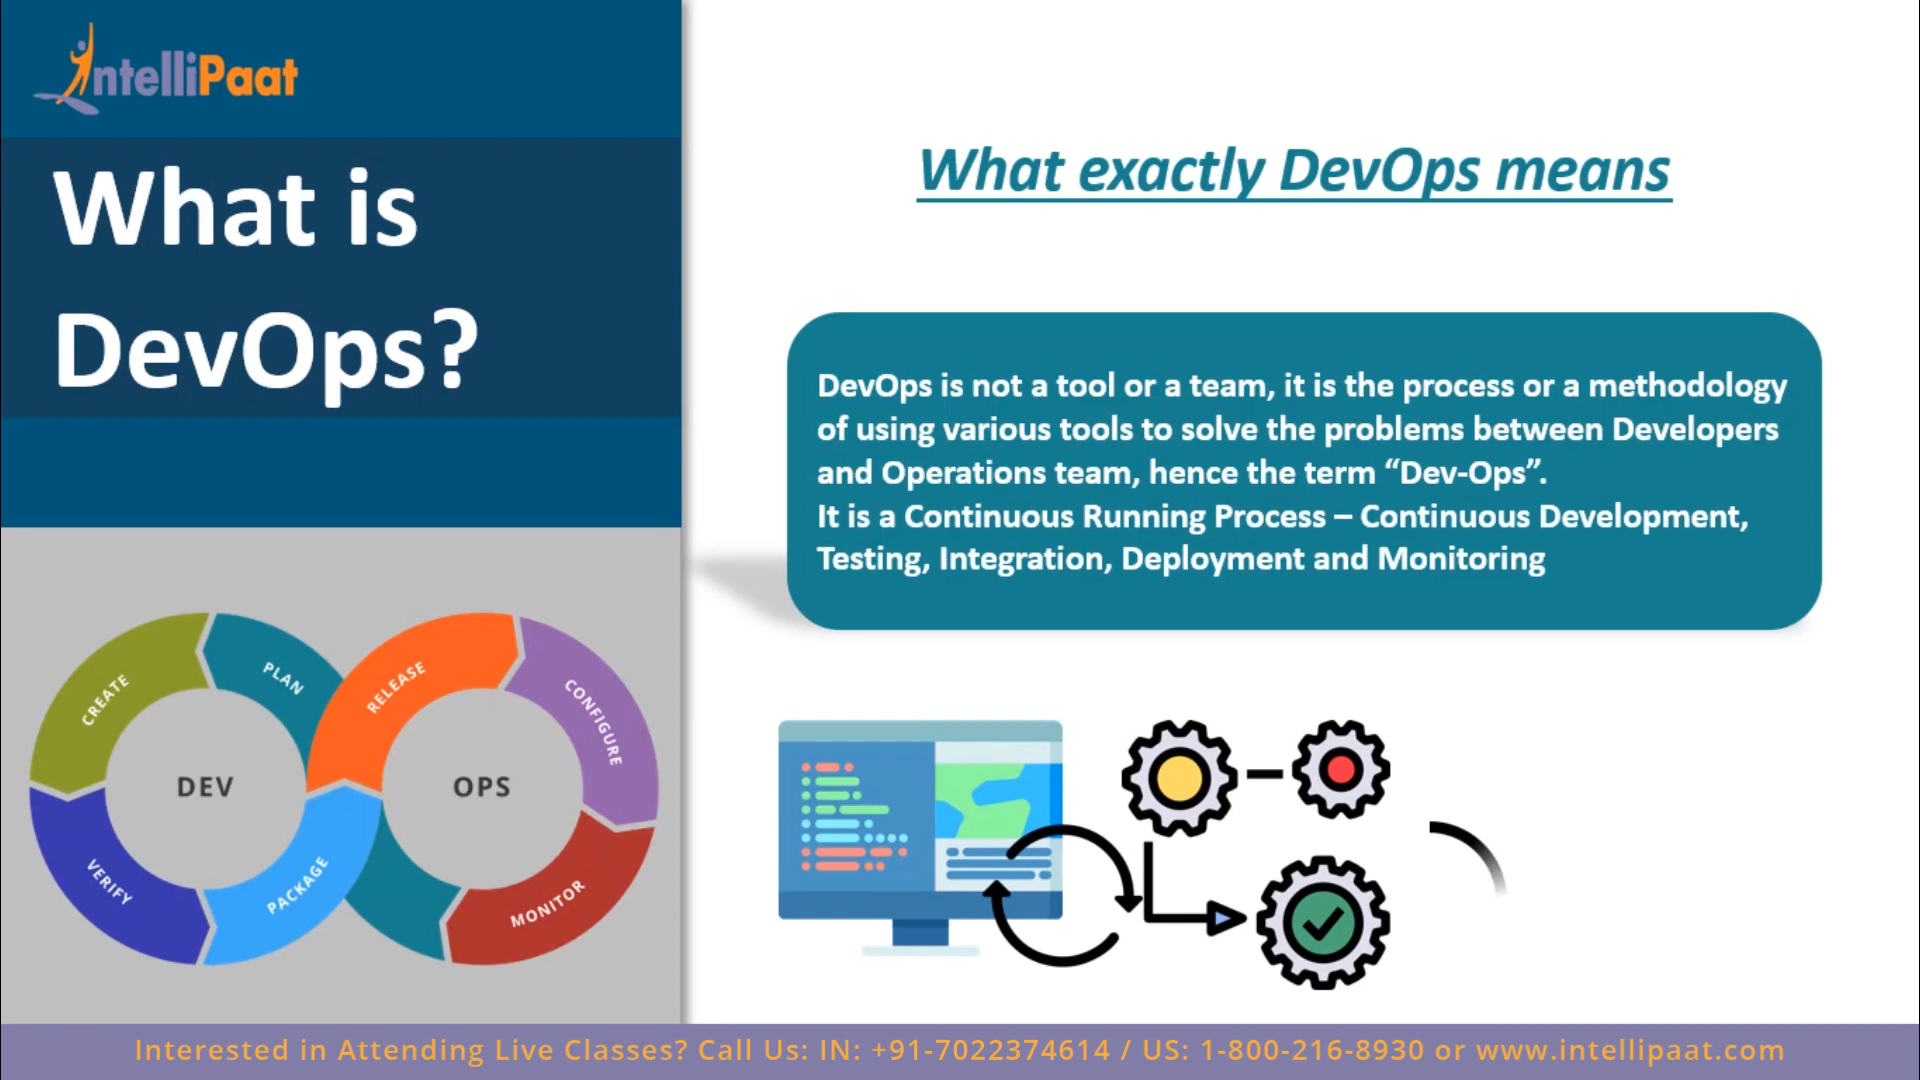 IntelliPaat
What is
DevOps?
What exactly DevOps means
DevOps is not a tool or a team, it is the process or a methodology
of using various tools to solve the problems between Developers
and Operations team, hence the term “Dev-Ops”.
It is a Continuous Running Process – Continuous Development,
Testing, Integration, Deployment and Monitoring
CREATE
PLAN
RELEASE
CONFIGURE
DEV
OPS
VERIFY
PACKAGE
MONITOR
Interested in Attending Live Classes? Call Us: IN: +91-7022374614 / US: 1-800-216-8930 or www.intellipaat.com